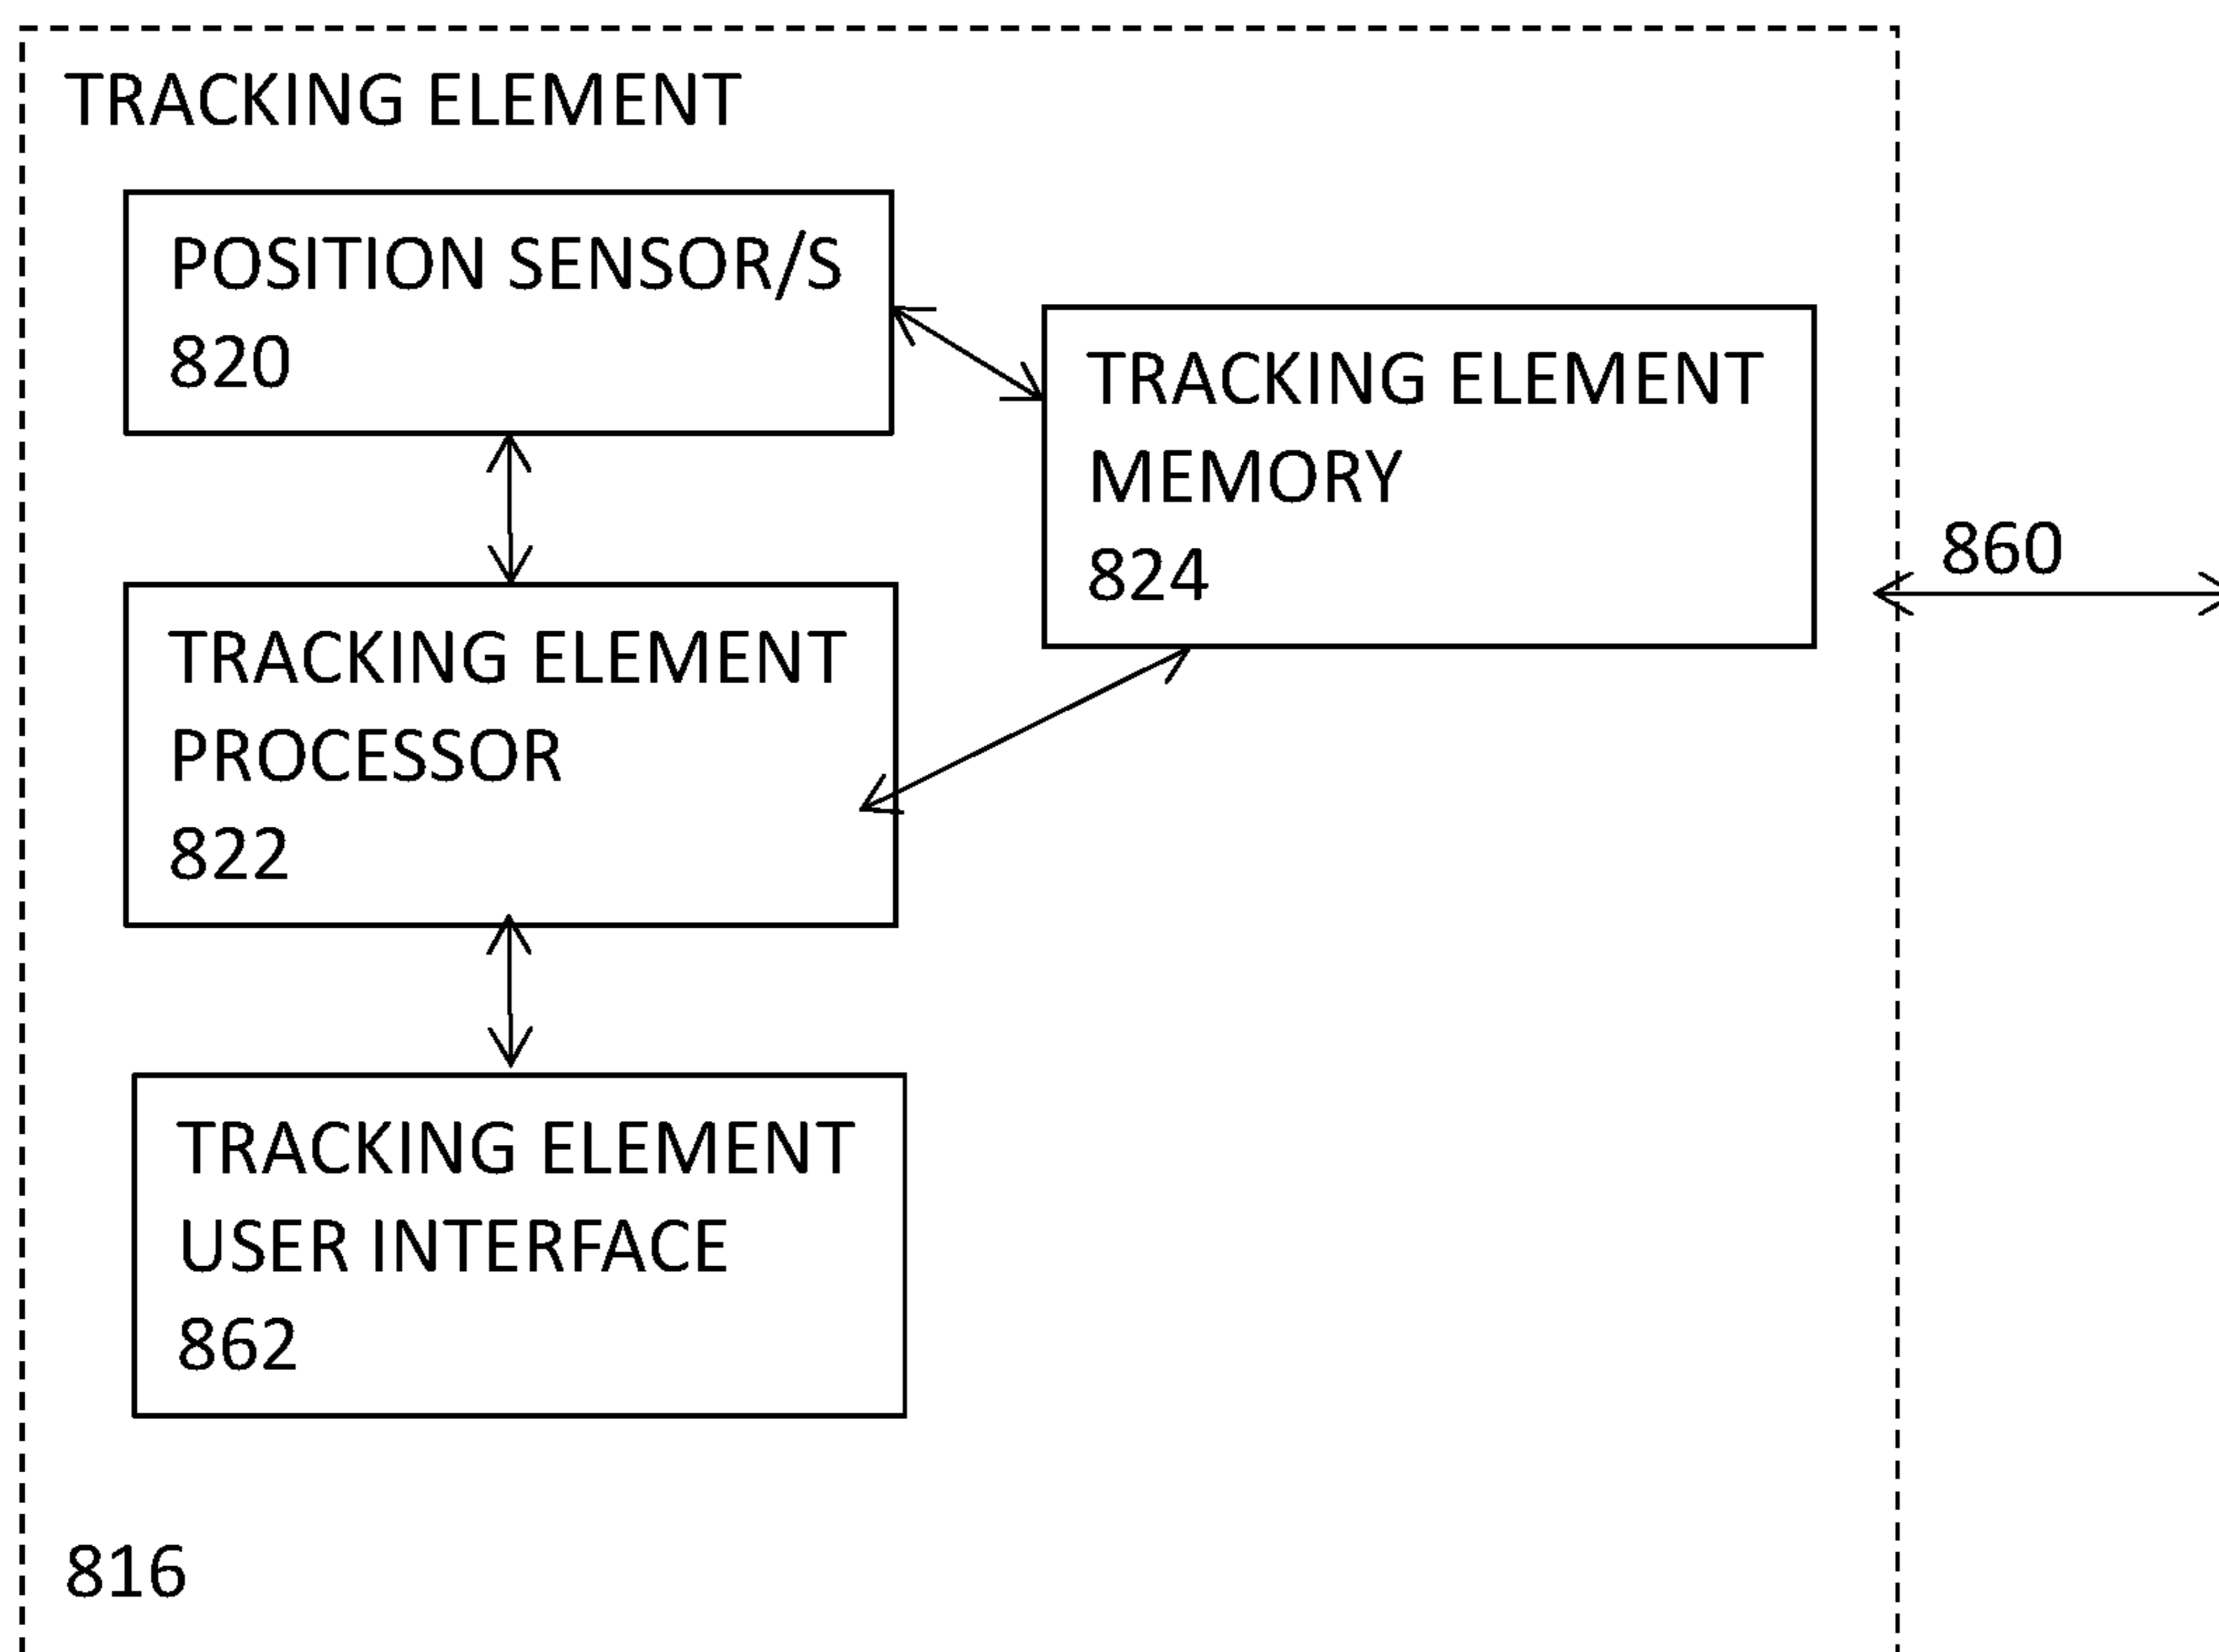 TRACKING ELEMENT
POSITION SENSOR/S
820
TRACKING ELEMENT
MEMORY
824
860
TRACKING ELEMENT
PROCESSOR
822
TRACKING ELEMENT
USER INTERFACE
862
816